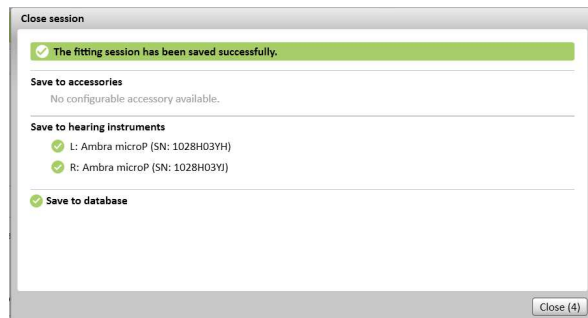 Close session
The fitting session has been saved successfully.
Save to accessories
No configurable accessory available.
Save to hearing instruments
L: Ambra microP (SN: 1028H03YH)
R: Ambra microP (SN: 1028H03YJ)
Save to database
Close (4)